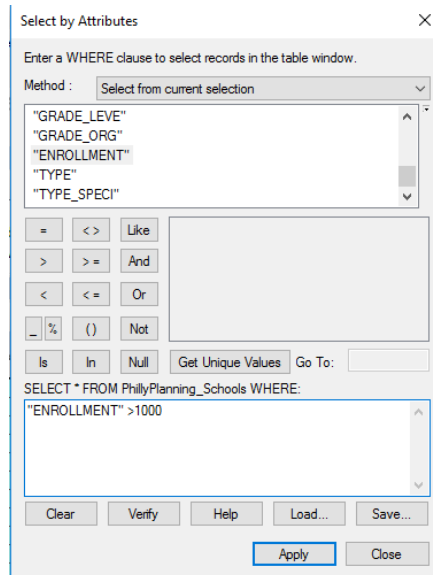 Select by Attributes
Enter a WHERE clause to select records in the table window.
Method : Select from current selection
"GRADE_LEVE"
"GRADE_ORG"
"ENROLLMENT"
"TYPE"
"TYPE_SPECI"
= < > Like
> > = And
< < = Or
_ % () Not
Is In Null Get Unique Values Go To:
SELECT * FROM PhillyPlanning_Schools WHERE:
"ENROLLMENT" >1000
Clear Verify Help Load... Save...
Apply Close